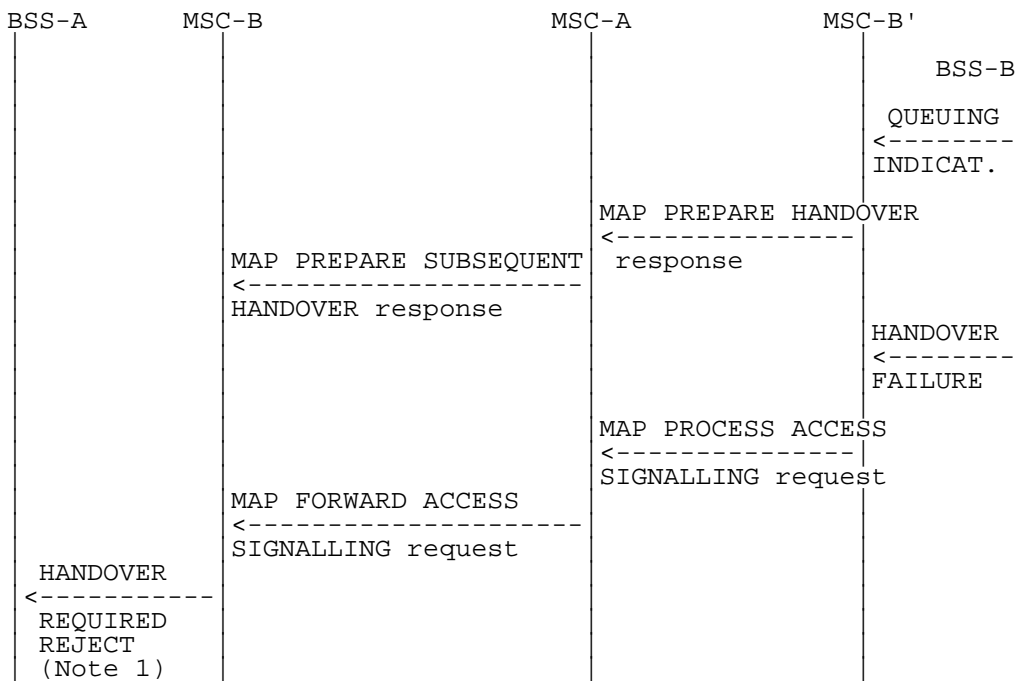 BSS-A MSC-B MSC-A MSC-B'
BSS-B
QUEUING
<--------
INDICAT.
MAP PREPARE HANDOVER
<---------------
MAP PREPARE SUBSEQUENT response
<---------------------
HANDOVER response
HANDOVER
<--------
FAILURE
MAP PROCESS ACCESS
<---------------
SIGNALLING request
MAP FORWARD ACCESS
<---------------------
SIGNALLING request
HANDOVER
<-----------
REQUIRED
REJECT
(Note 1)